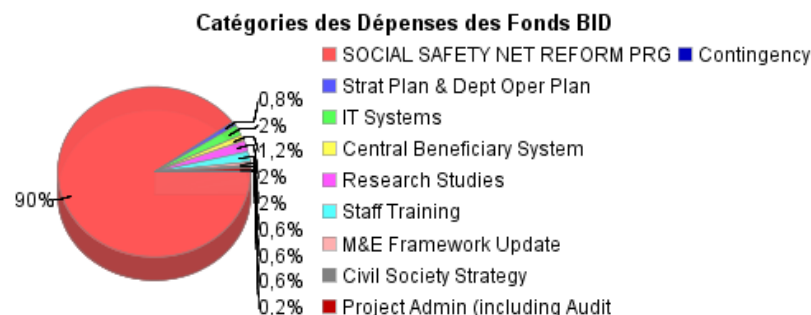 Catégories des Dépenses des Fonds BID
SOCIAL SAFETY NET REFORM PRG Contingency
Strat Plan & Dept Oper Plan
IT Systems
Central Beneficiary System
Research Studies
Staff Training
M&E Framework Update
Civil Society Strategy
Project Admin (including Audit
0,8%
2%
1,2%
2%
2%
0,6%
0,6%
0,6%
0,2%
90%